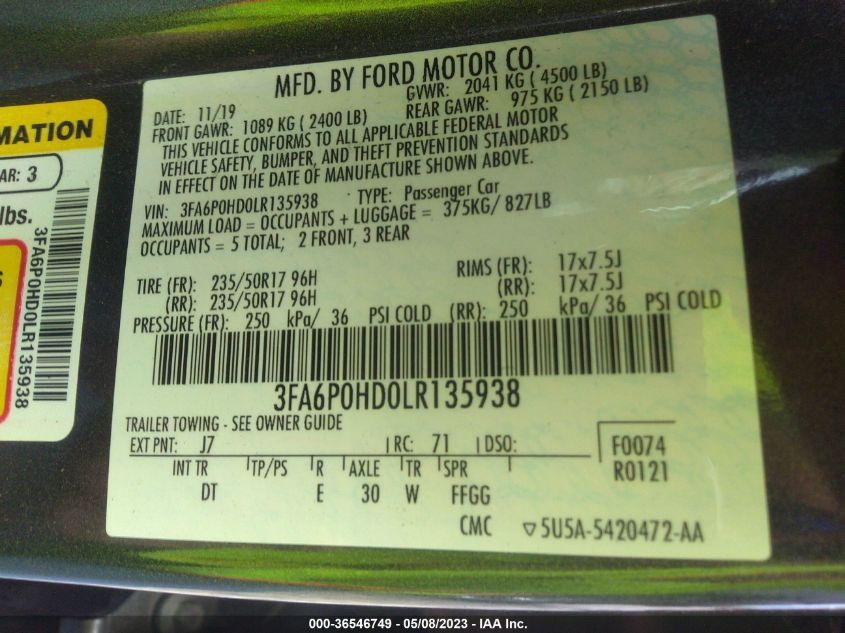 MATION
AR: 3
lbs.
S
3FA6P0HD0LR135938
MFD. BY FORD MOTOR CO.
DATE: 11/19 GVWR: 2041 KG ( 4500 LB)
FRONT GAWR: 1089 KG ( 2400 LB) REAR GAWR: 975 KG ( 2150 LB)
THIS VEHICLE CONFORMS TO ALL APPLICABLE FEDERAL MOTOR
VEHICLE SAFETY, BUMPER, AND THEFT PREVENTION STANDARDS
IN EFFECT ON THE DATE OF MANUFACTURE SHOWN ABOVE.
VIN: 3FA6P0HD0LR135938 TYPE: Passenger Car
MAXIMUM LOAD = OCCUPANTS + LUGGAGE = 375KG/ 827LB
OCCUPANTS = 5 TOTAL; 2 FRONT, 3 REAR
TIRE (FR): 235/50R17 96H RIMS (FR): 17x7.5J
(RR): 235/50R17 96H (RR): 17x7.5J
PRESSURE (FR): 250 kPa/ 36 PSI COLD (RR): 250 kPa/ 36 PSI COLD
3FA6P0HD0LR135938
TRAILER TOWING - SEE OWNER GUIDE
EXT PNT: J7 RC: 71 DSO: F0074
R0121
INT TR TP/PS R AXLE TR SPR
DT E 30 W FFGG
CMC ▽5U5A-5420472-AA
000-36546749 - 05/08/2023 - IAA Inc.